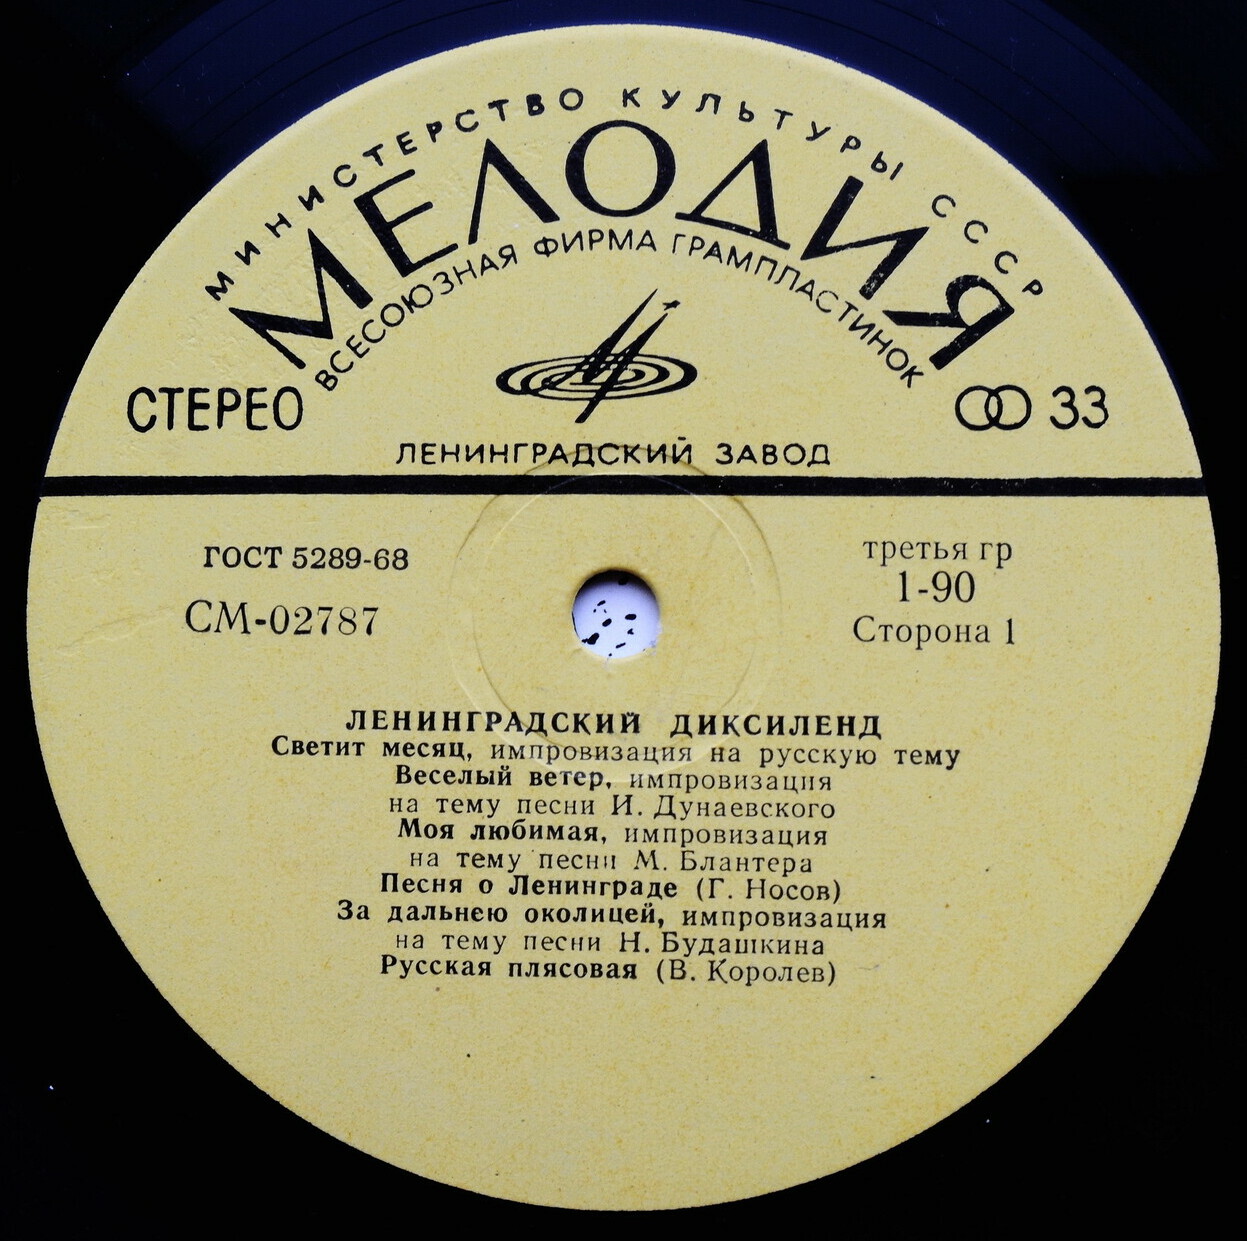 МИНИСТЕРСТВО КУЛЬТУРЫ СССР
МЕЛОДИЯ
ВСЕСОЮЗНАЯ ФИРМА ГРАМПЛАСТИНОК
СТЕРЕО
33
ЛЕНИНГРАДСКИЙ ЗАВОД
ГОСТ 5289-68
СМ-02787
третья гр
1-90
Сторона 1
ЛЕНИНГРАДСКИЙ ДИКСИЛЕНД
Светит месяц, импровизация на русскую тему
Веселый ветер, импровизация
на тему песни И. Дунаевского
Моя любимая, импровизация
на тему песни М. Блантера
Песня о Ленинграде (Г. Носов)
За дальнею околицей, импровизация
на тему песни Н. Будашкина
Русская плясовая (В. Королев)